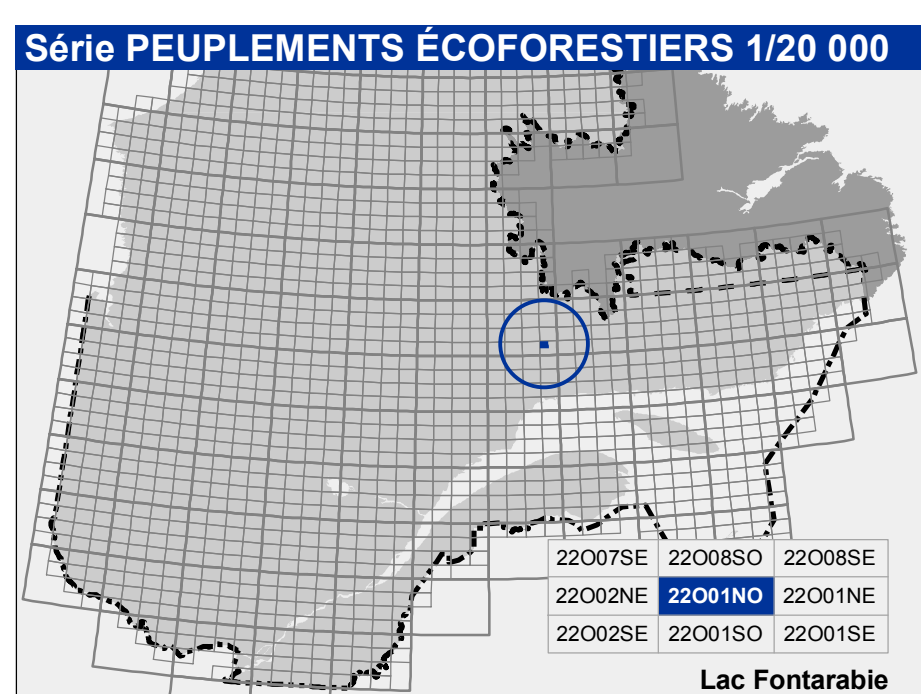 Série PEUPLEMENTS ÉCOFORESTIERS 1/20 000
22O07SE 22O08SO 22O08SE
22O02NE 22O01NO 22O01NE
22O02SE 22O01SO 22O01SE
Lac Fontarabie